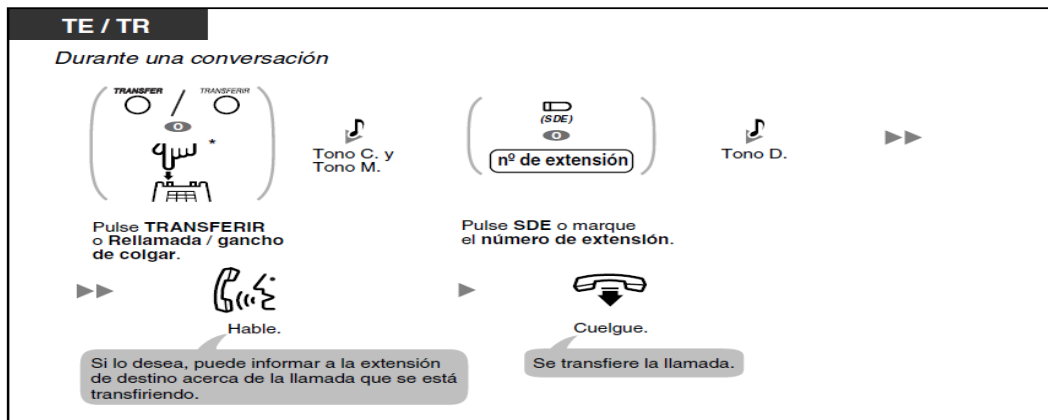 TE / TR
Durante una conversación
TRANSFER / TRANSFERIR
O
*
(SDE)
O
nº de extensión
Tono C. y
Tono M.
Tono D.
Pulse TRANSFERIR
o Rellamada / gancho
de colgar.
Pulse SDE o marque
el número de extensión.
Hable.
Cuelgue.
Si lo desea, puede informar a la extensión
de destino acerca de la llamada que se está
transfiriendo.
Se transfiere la llamada.